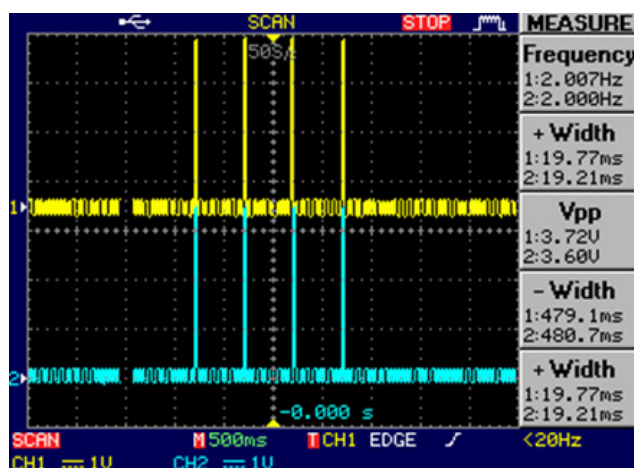 SCAN STOP MEASURE
50S/
Frequency
1:2.007Hz
2:2.000Hz
+ Width
1:19.77ms
2:19.21ms
Vpp
1:3.72V
2:3.60V
- Width
1:479.1ms
2:480.7ms
+ Width
1:19.77ms
2:19.21ms
1
2
-0.000 s
SCAN M 500ms T CH1 EDGE <20Hz
CH1 1V CH2 1V